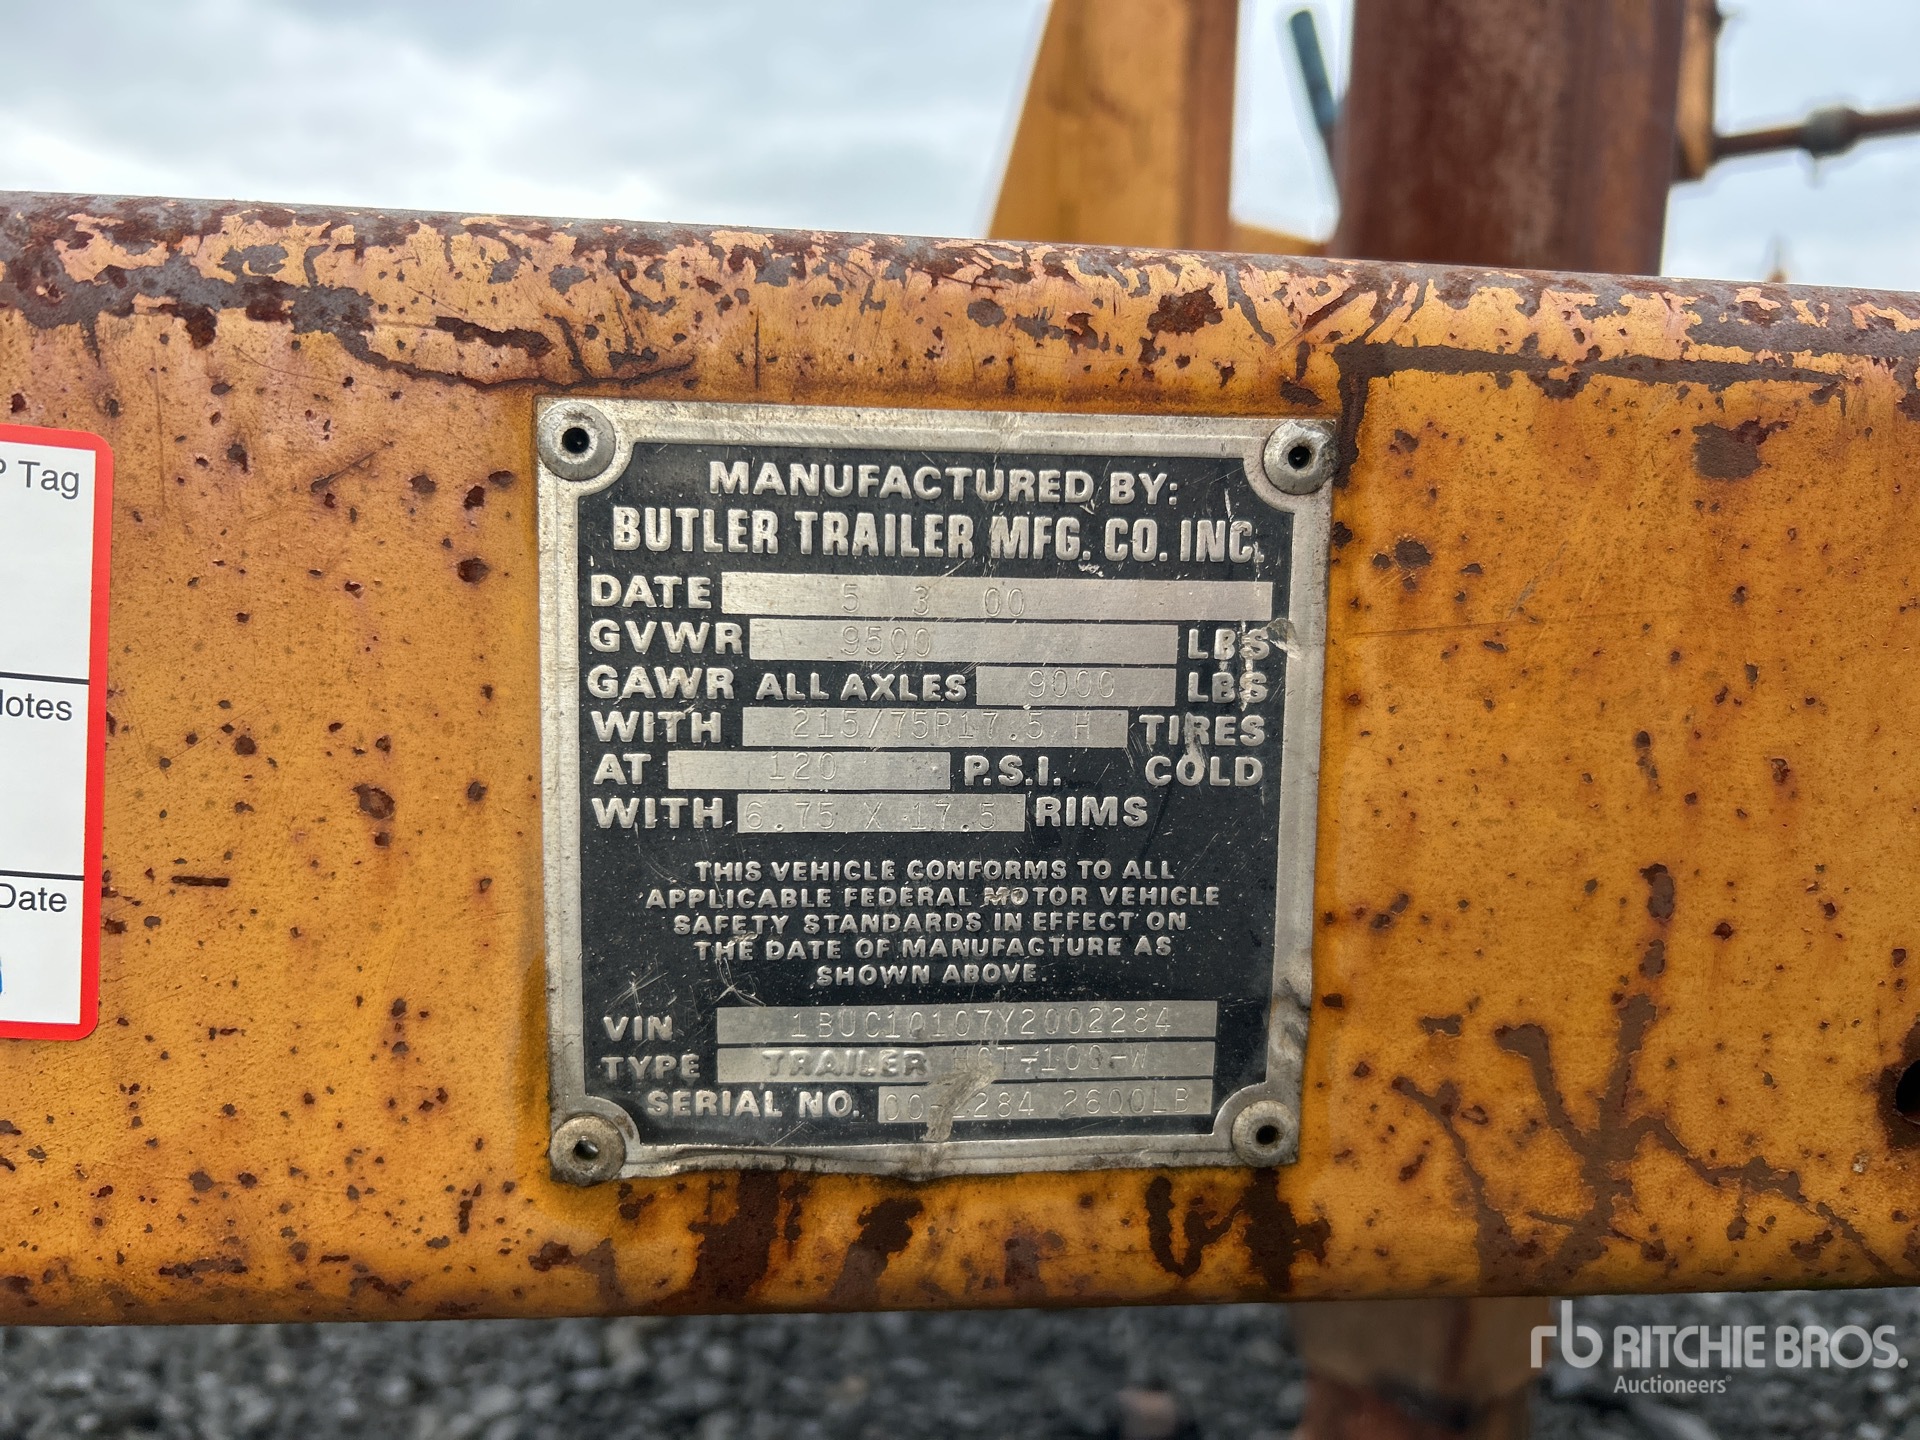 P Tag
Notes
Date
MANUFACTURED BY:
BUTLER TRAILER MFG. CO. INC.
DATE 5 3 00
GVWR 9500 LBS
GAWR ALL AXLES 9000 LBS
WITH 215/75R17.5 H TIRES
AT 120 P.S.I. COLD
WITH 6.75 X 17.5 RIMS
THIS VEHICLE CONFORMS TO ALL
APPLICABLE FEDERAL MOTOR VEHICLE
SAFETY STANDARDS IN EFFECT ON
THE DATE OF MANUFACTURE AS
SHOWN ABOVE.
VIN 1BUC10107Y2002284
TYPE TRAILER
SERIAL NO. 2600LB
rb RITCHIE BROS.
Auctioneers